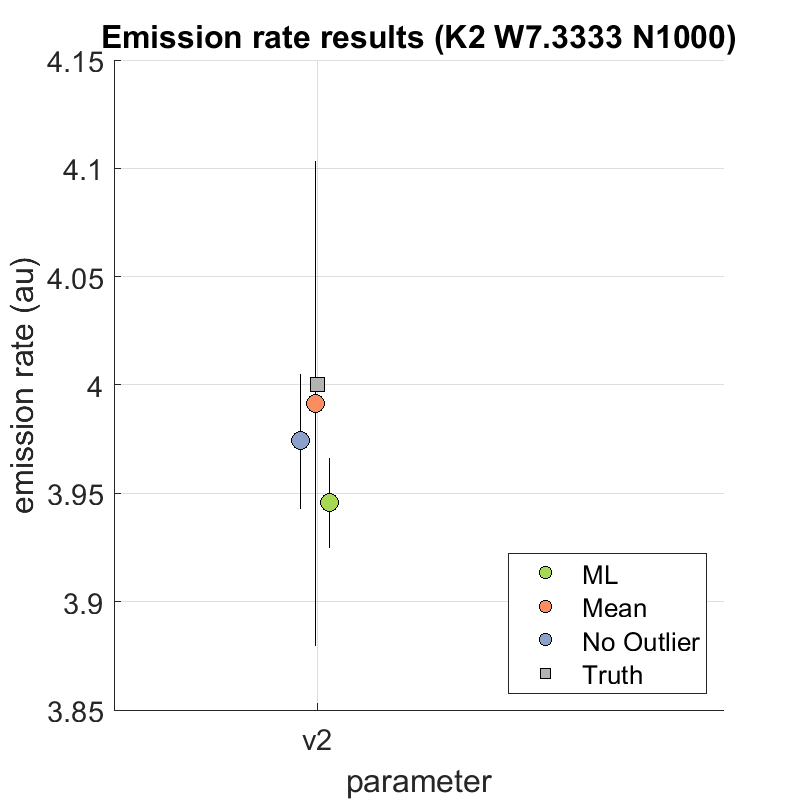 Emission rate results (K2 W7.3333 N1000)
4.15
4.1
4.05
4
3.95
3.9
3.85
emission rate (au)
v2
parameter
ML
Mean
No Outlier
Truth